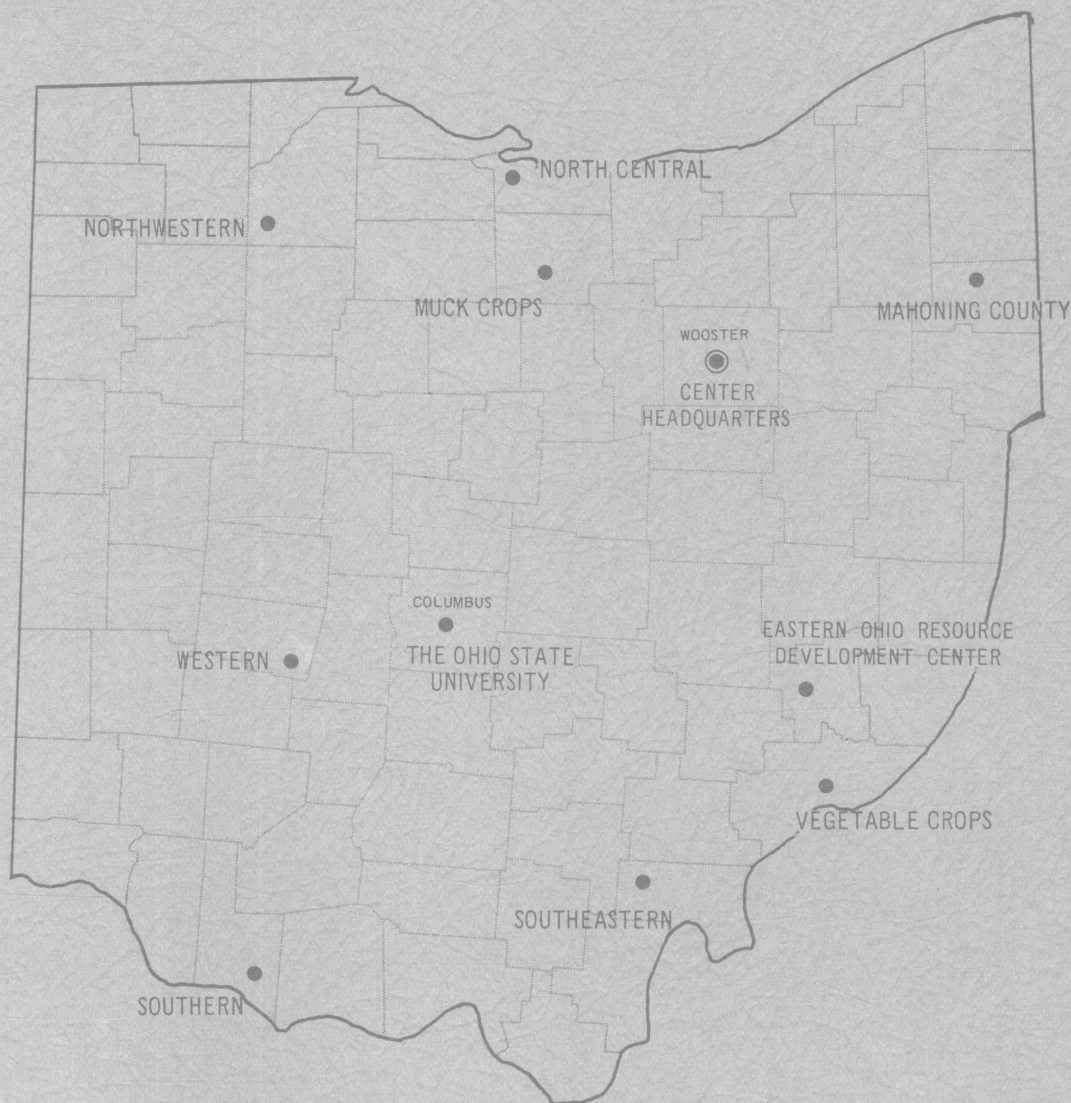 NORTH CENTRAL
NORTHWESTERN
MUCK CROPS
MAHONING COUNTY
WOOSTER
CENTER
HEADQUARTERS
COLUMBUS
THE OHIO STATE
UNIVERSITY
EASTERN OHIO RESOURCE
DEVELOPMENT CENTER
WESTERN
VEGETABLE CROPS
SOUTHEASTERN
SOUTHERN